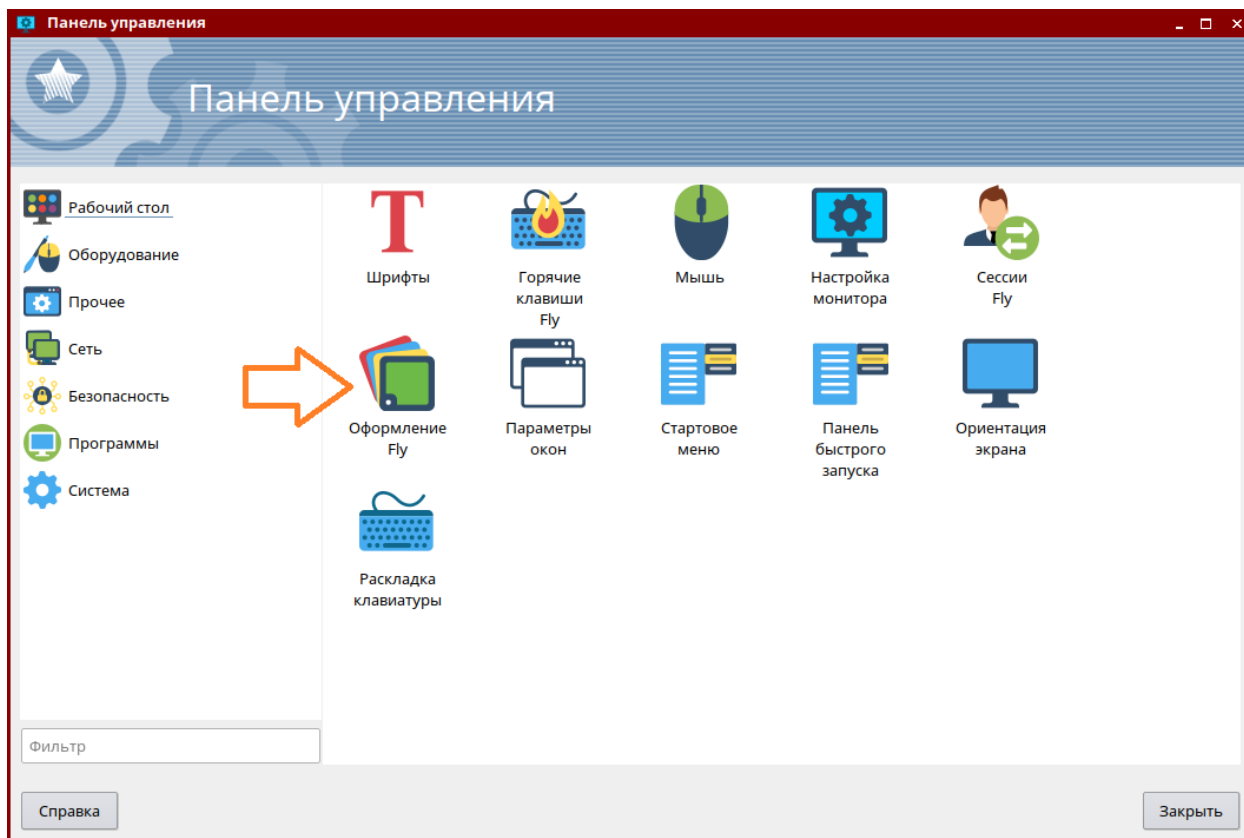 Панель управления
Панель управления
Рабочий стол
Оборудование
Прочее
Сеть
Безопасность
Программы
Система
Шрифты
Горячие
клавиши
Fly
Мышь
Настройка
монитора
Сессии
Fly
Оформление
Fly
Параметры
окон
Стартовое
меню
Панель
быстрого
запуска
Ориентация
экрана
Раскладка
клавиатуры
Фильтр
Справка
Закрыть